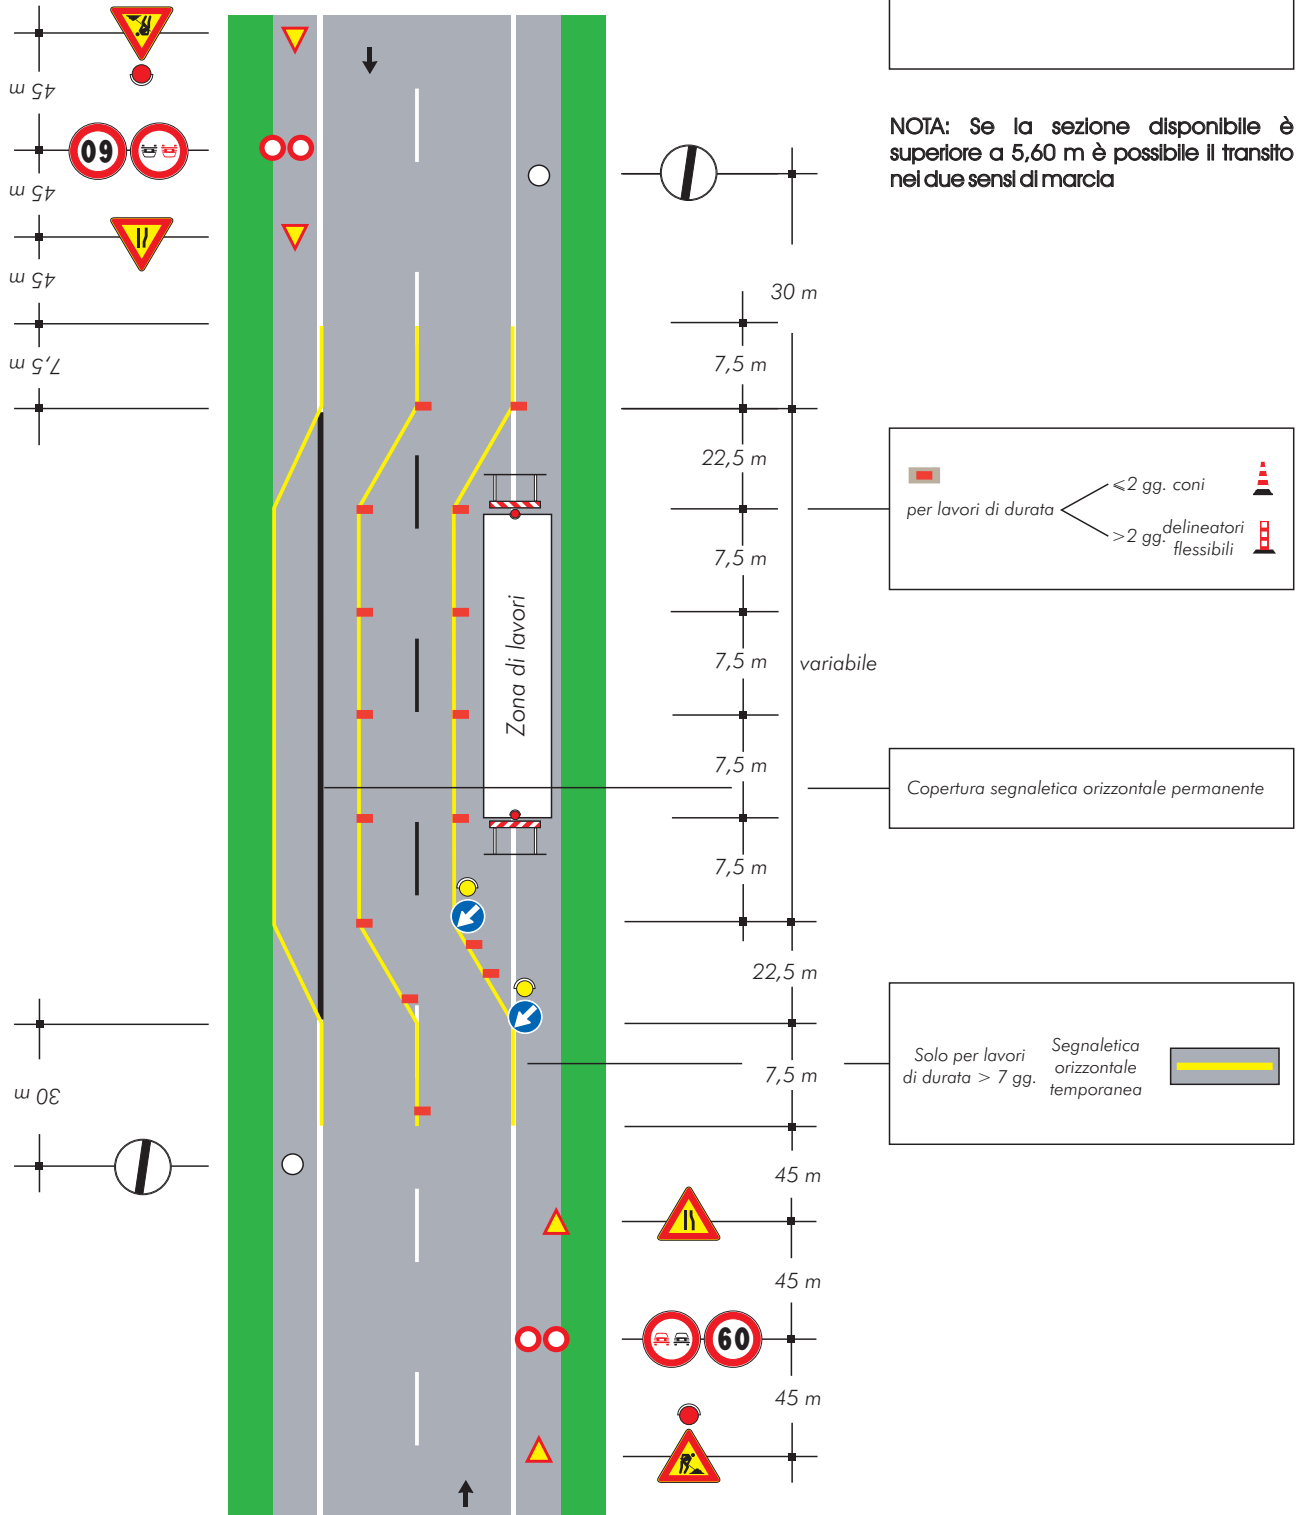 45 m
60
45 m
45 m
7,5 m
NOTA: Se la sezione disponibile è
superiore a 5,60 m è possibile il transito
nei due sensi di marcia
30 m
7,5 m
22,5 m
7,5 m
7,5 m
variabile
7,5 m
7,5 m
22,5 m
7,5 m
45 m
45 m
60
45 m
Zona di lavori
per lavori di durata
⩽2 gg. coni
>2 gg. delineatori
flessibili
Copertura segnaletica orizzontale permanente
Solo per lavori
di durata > 7 gg.
Segnaletica
orizzontale
temporanea
30 m